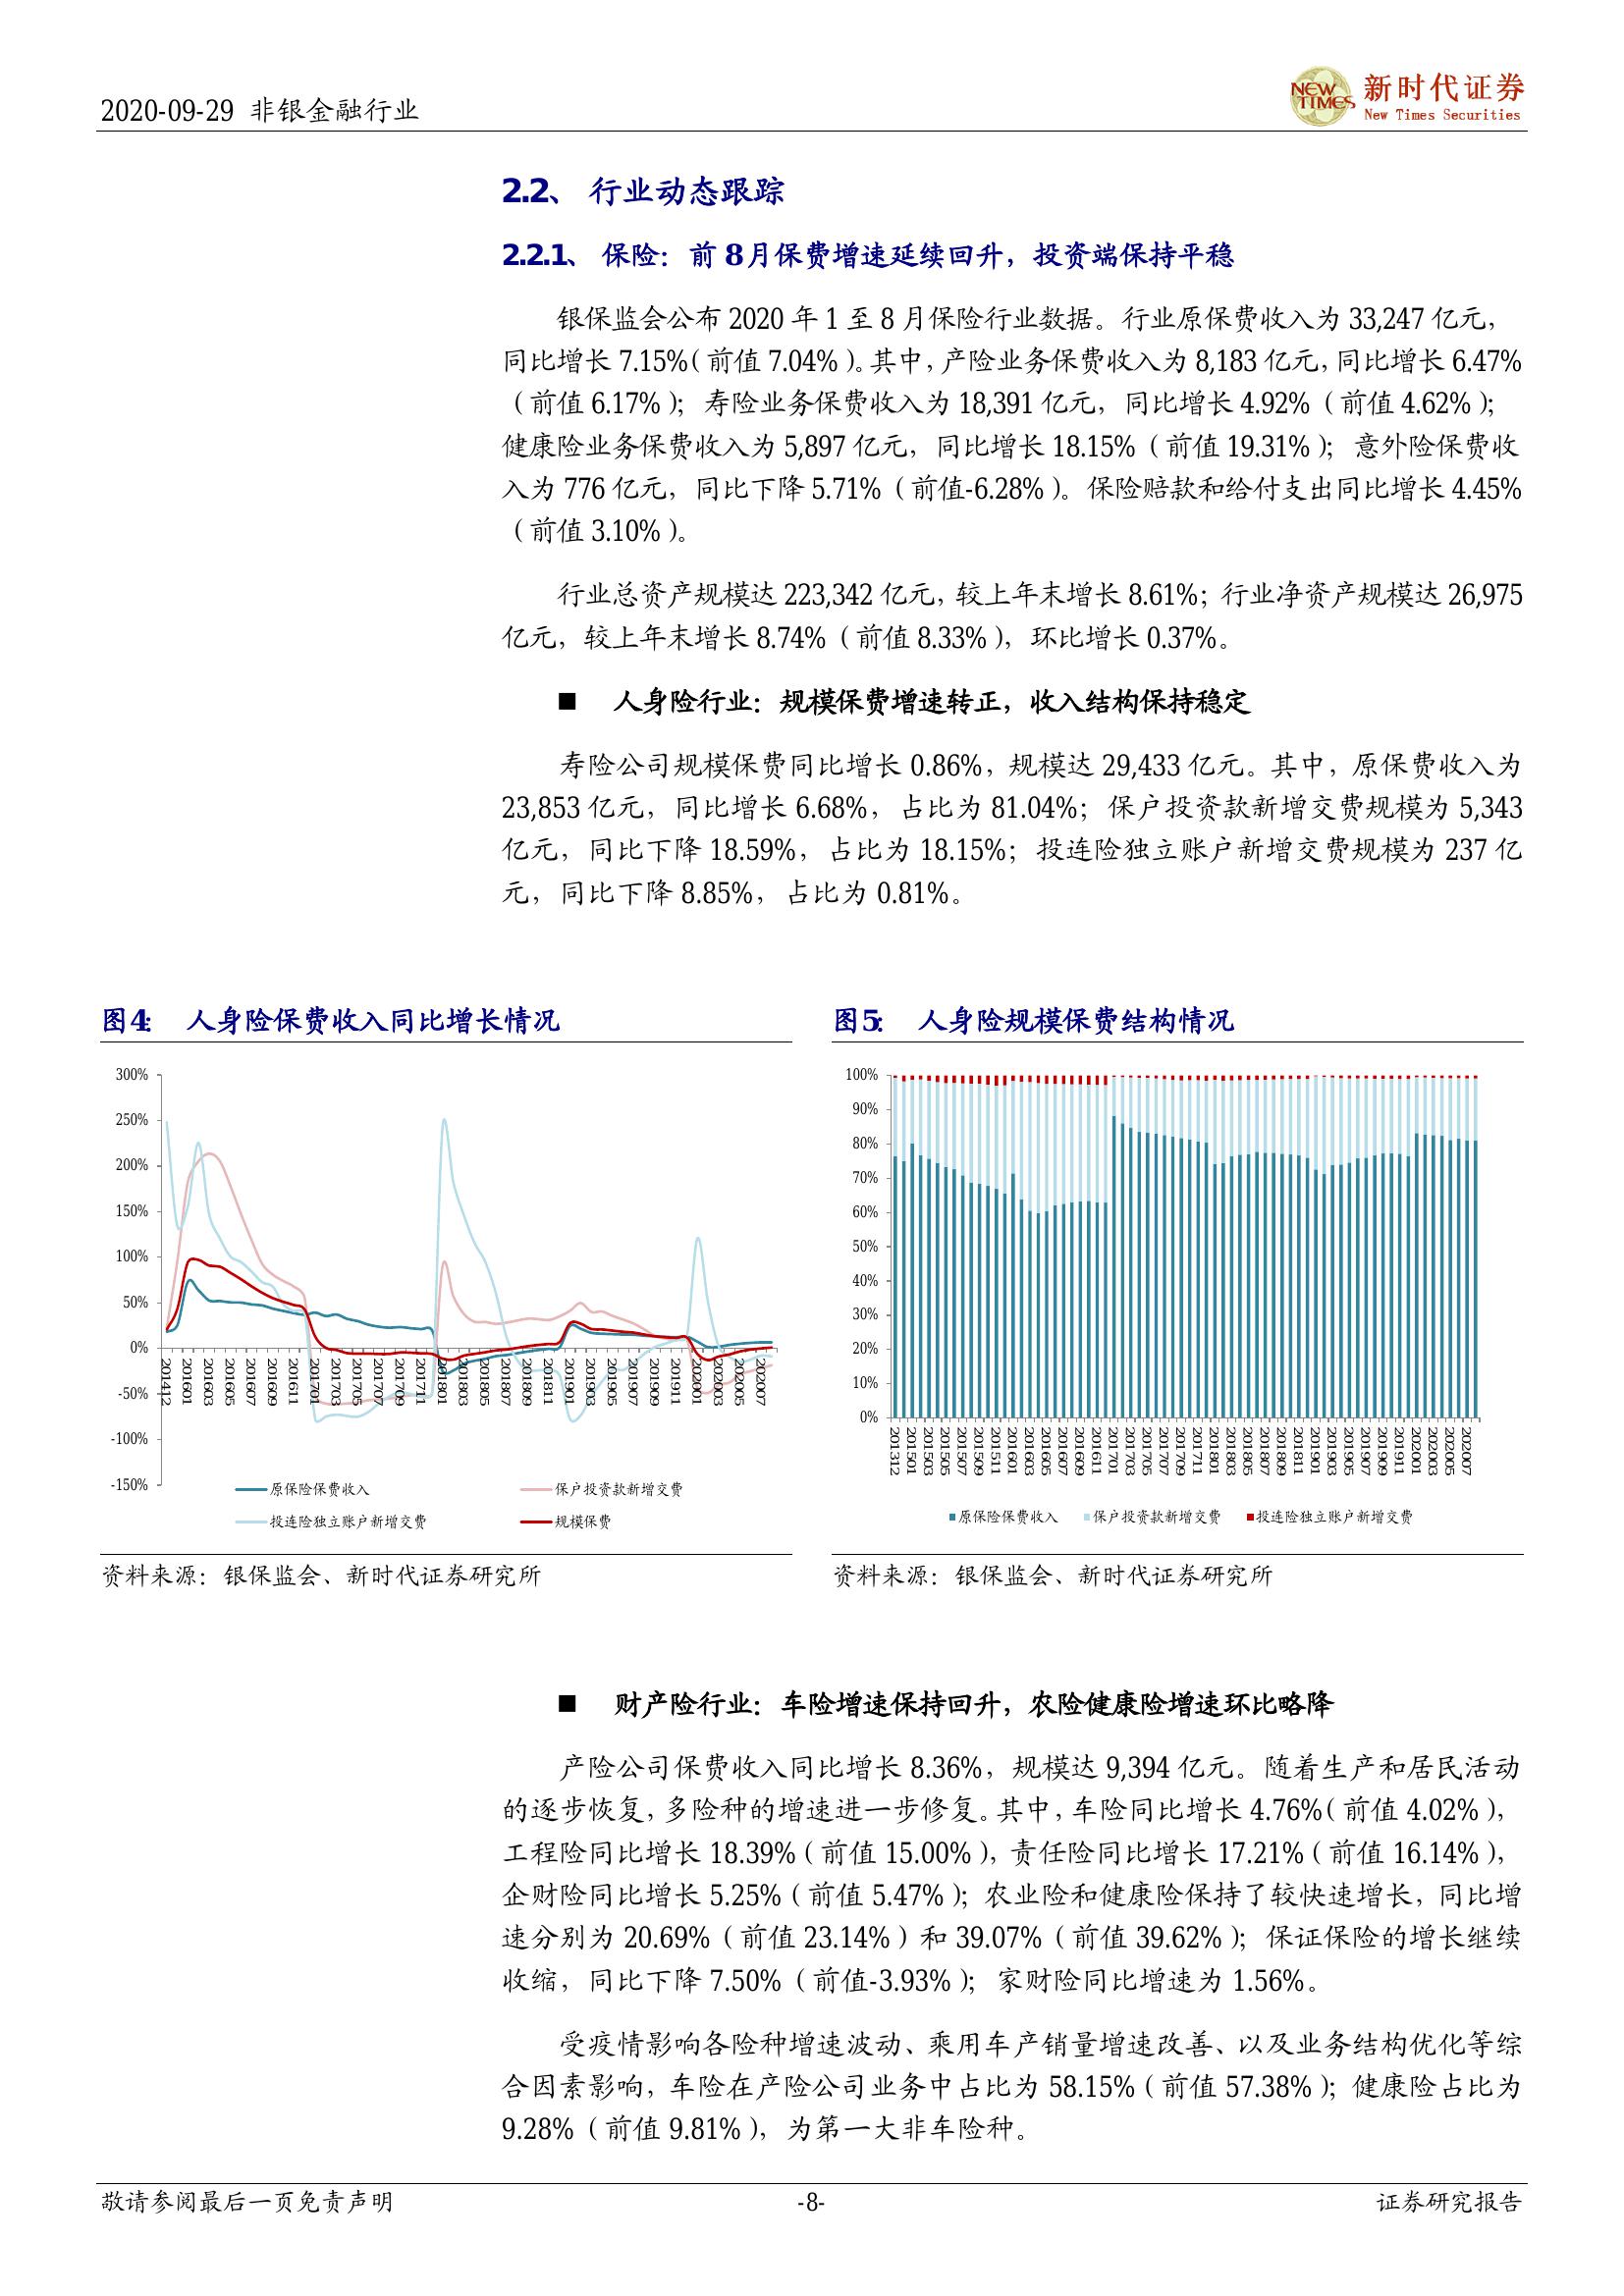 2020-09-29 非银金融行业
NEW TIMES
新时代证券
New Times Securities
2.2、 行业动态跟踪
2.2.1、 保险：前 8月保费增速延续回升，投资端保持平稳
银保监会公布 2020 年 1 至 8 月保险行业数据。行业原保费收入为 33,247 亿元，
同比增长 7.15%（前值 7.04%）。其中，产险业务保费收入为 8,183 亿元，同比增长 6.47%
（前值 6.17%）；寿险业务保费收入为 18,391 亿元，同比增长 4.92%（前值 4.62%）；
健康险业务保费收入为 5,897 亿元，同比增长 18.15%（前值 19.31%）；意外险保费收
入为 776 亿元，同比下降 5.71%（前值-6.28%）。保险赔款和给付支出同比增长 4.45%
（前值 3.10%）。
行业总资产规模达 223,342 亿元，较上年末增长 8.61%；行业净资产规模达 26,975
亿元，较上年末增长 8.74%（前值 8.33%），环比增长 0.37%。
■ 人身险行业：规模保费增速转正，收入结构保持稳定
寿险公司规模保费同比增长 0.86%，规模达 29,433 亿元。其中，原保费收入为
23,853 亿元，同比增长 6.68%，占比为 81.04%；保户投资款新增交费规模为 5,343
亿元，同比下降 18.59%，占比为 18.15%；投连险独立账户新增交费规模为 237 亿
元，同比下降 8.85%，占比为 0.81%。
图4： 人身险保费收入同比增长情况
300%
250%
200%
150%
100%
50%
0%
-50%
-100%
-150%
201412 201601 201603 201605 201607 201609 201611 201701 201703 201705 201707 201709 201711 201801 201803 201805 201807 201809 201811 201901 201903 201905 201907 201909 201911 202001 202003 202005 202007
原保险保费收入 保户投资款新增交费
投连险独立账户新增交费 规模保费
资料来源：银保监会、新时代证券研究所
图5： 人身险规模保费结构情况
100%
90%
80%
70%
60%
50%
40%
30%
20%
10%
0%
201312 201501 201503 201505 201507 201509 201511 201601 201603 201605 201607 201609 201611 201701 201703 201705 201707 201709 201711 201801 201803 201805 201807 201809 201811 201901 201903 201905 201907 201909 201911 202001 202003 202005 202007
原保险保费收入 保户投资款新增交费 投连险独立账户新增交费
资料来源：银保监会、新时代证券研究所
■ 财产险行业：车险增速保持回升，农险健康险增速环比略降
产险公司保费收入同比增长 8.36%，规模达 9,394 亿元。随着生产和居民活动
的逐步恢复，多险种的增速进一步修复。其中，车险同比增长 4.76%（前值 4.02%），
工程险同比增长 18.39%（前值 15.00%），责任险同比增长 17.21%（前值 16.14%），
企财险同比增长 5.25%（前值 5.47%）；农业险和健康险保持了较快速增长，同比增
速分别为 20.69%（前值 23.14%）和 39.07%（前值 39.62%）；保证保险的增长继续
收缩，同比下降 7.50%（前值-3.93%）；家财险同比增速为 1.56%。
受疫情影响各险种增速波动、乘用车产销量增速改善、以及业务结构优化等综
合因素影响，车险在产险公司业务中占比为 58.15%（前值 57.38%）；健康险占比为
9.28%（前值 9.81%），为第一大非车险种。
敬请参阅最后一页免责声明
-8-
证券研究报告